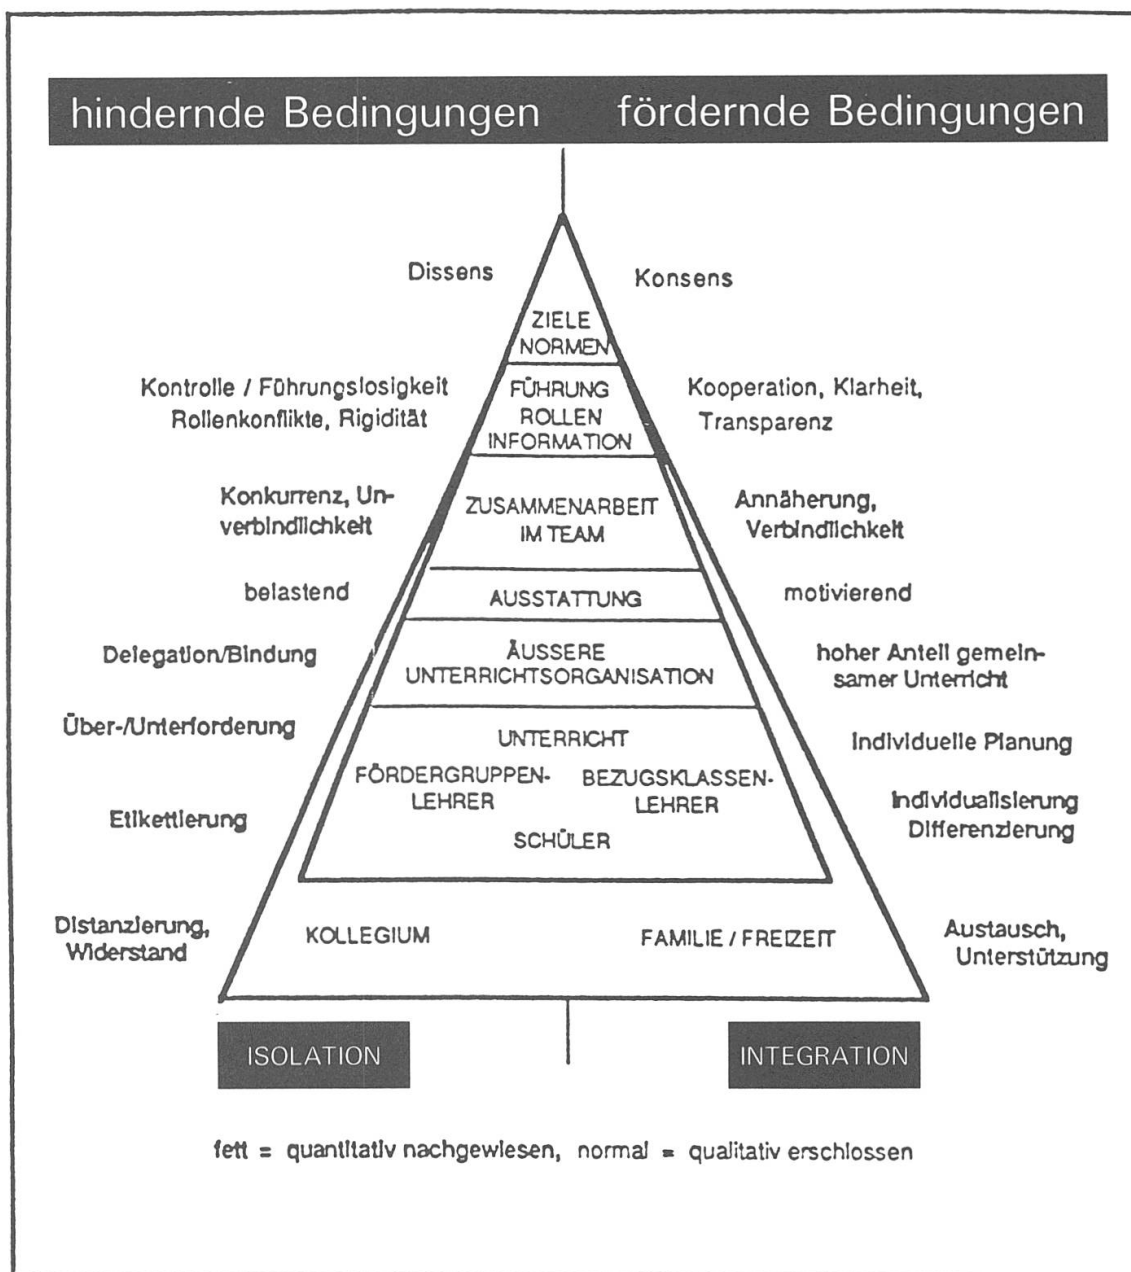 hindernde Bedingungen fördernde Bedingungen
Dissens
Konsens
ZIELE
NORMEN
Kontrolle / Führungslosigkeit
Rollenkonflikte, Rigidität
FÜHRUNG
ROLLEN
INFORMATION
Kooperation, Klarheit,
Transparenz
Konkurrenz, Un-
verbindlichkeit
ZUSAMMENARBEIT
IM TEAM
Annäherung,
Verbindlichkeit
belastend
AUSSTATTUNG
motivierend
Delegation/Bindung
ÄUSSERE
UNTERRICHTSORGANISATION
hoher Anteil gemein-
samer Unterricht
Über-/Unterforderung
UNTERRICHT
Individuelle Planung
FÖRDERGRUPPEN-
LEHRER
BEZUGSKLASSEN-
LEHRER
Etikettierung
Individualisierung
Differenzierung
SCHÜLER
Distanzierung,
Widerstand
KOLLEGIUM
FAMILIE / FREIZEIT
Austausch,
Unterstützung
ISOLATION
INTEGRATION
fett = quantitativ nachgewiesen, normal = qualitativ erschlossen